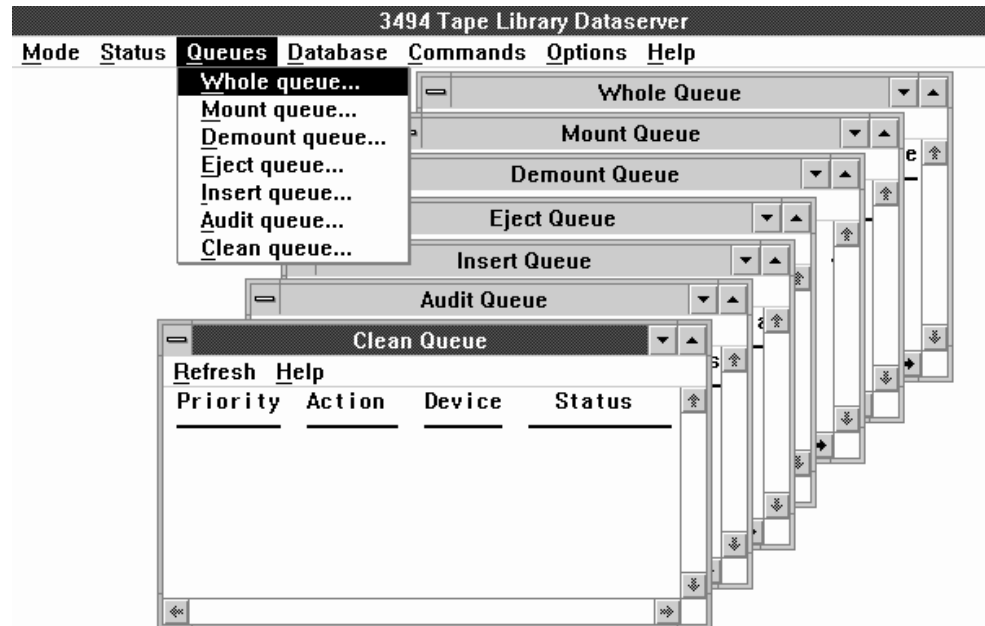 3494 Tape Library Dataserver
Mode Status Queues Database Commands Options Help
Whole queue...
Mount queue...
Demount queue...
Eject queue...
Insert queue...
Audit queue...
Clean queue...
Whole Queue
Mount Queue
Demount Queue
Eject Queue
Insert Queue
Audit Queue
Clean Queue
Refresh Help
Priority Action Device Status